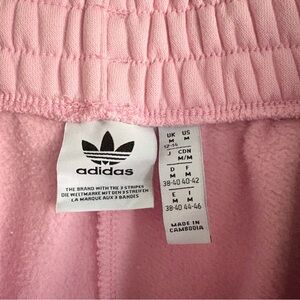 adidas
THE BRAND WITH THE 3 STRIPES
DIE WELTMARKE MIT DEN 3 STREIFEN
LA MARQUE AUX 3 BANDES
UK US
M M
12-14
J CDN
M M/M
D F
M M
38-40 40-42
E I
M M
38-40 44-46
MADE IN
CAMBODIA